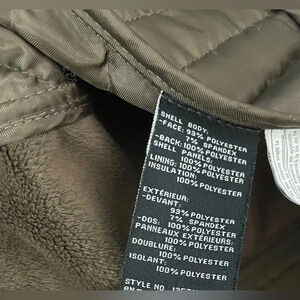 SHELL BODY:
-FACE: 93% POLYESTER
7% SPANDEX
-BACK: 100% POLYESTER
SHELL PANELS:
100% POLYESTER
LINING: 100% POLYESTER
INSULATION:
100% POLYESTER
EXTÉRIEUR:
-DEVANT:
93% POLYESTER
7% SPANDEX
-DOS: 100% POLYESTER
PANNEAUX EXTÉRIEURS:
100% POLYESTER
DOUBLURE:
100% POLYESTER
ISOLANT:
100% POLYESTER
STYLE NO